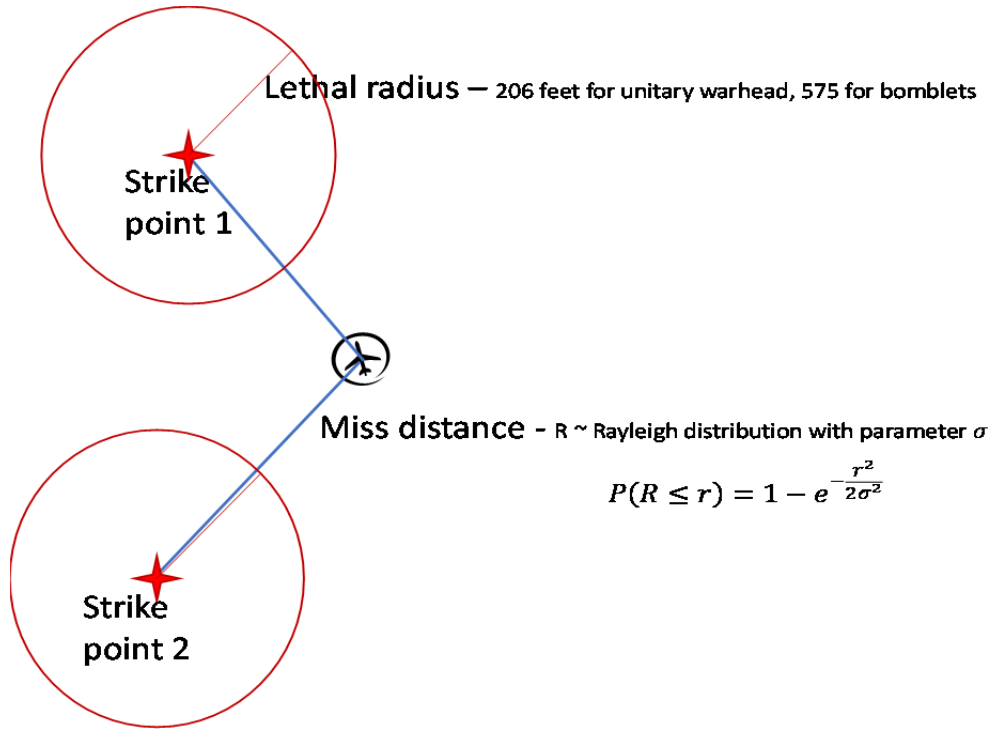 Lethal radius – 206 feet for unitary warhead, 575 for bomblets
Strike
point 1
Miss distance - R ~ Rayleigh distribution with parameter σ
P(R ≤ r) = 1 − e^{−r²/2σ²}
Strike
point 2